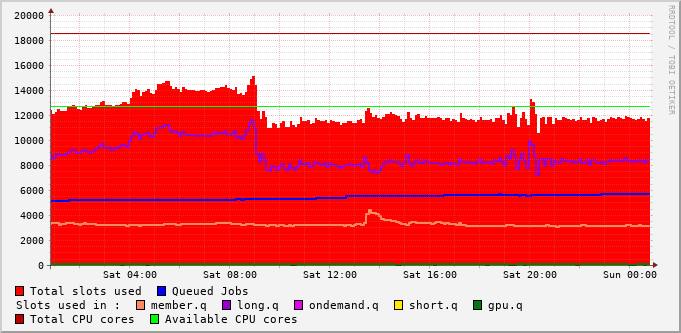 20000
18000
16000
14000
12000
10000
8000
6000
4000
2000
0
Sat 04:00 Sat 08:00 Sat 12:00 Sat 16:00 Sat 20:00 Sun 00:00
RRDTOOL / TOBI OETIKER
Total slots used Queued Jobs
Slots used in : member.q long.q ondemand.q short.q gpu.q
Total CPU cores Available CPU cores